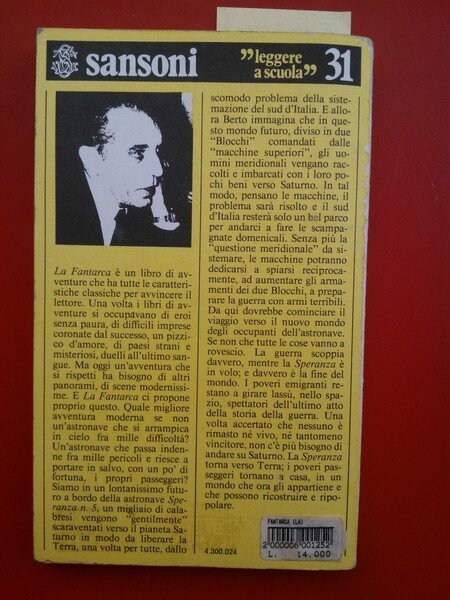 sansoni
”leggere
a scuola”
31
La Fantarca è un libro di av-
venture che ha tutte le caratteri-
stiche classiche per avvincere il
lettore. Una volta i libri di av-
venture si occupavano di eroi
senza paura, di difficili imprese
coronate dal successo, un pizzi-
co d'amore, di paesi strani e
misteriosi, duelli all'ultimo san-
gue. Ma oggi un'avventura che
si rispetti ha bisogno di altri
panorami, di scene modernissi-
me. E La Fantarca ci propone
proprio questo. Quale migliore
avventura moderna se non
un'astronave che si arrampica
in cielo fra mille difficoltà?
Un'astronave che passa inden-
ne fra mille pericoli e riesce a
portare in salvo, con un po' di
fortuna, i propri passeggeri?
Siamo in un lontanissimo futu-
ro a bordo della astronave Spe-
ranza n. 5, un migliaio di cala-
bresi vengono "gentilmente"
scaraventati verso il pianeta Sa-
turno in modo da liberare la
Terra, una volta per tutte, dallo
scomodo problema della siste-
mazione del sud d'Italia. E allo-
ra Berto immagina che in que-
sto mondo futuro, diviso in due
"Blocchi" comandati dalle
"macchine superiori", gli uo-
mini meridionali vengano rac-
colti e imbarcati con i loro po-
chi beni verso Saturno. In tal
modo, pensano le macchine, il
problema sarà risolto e il sud
d'Italia resterà solo un bel parco
per andarci a fare le scampa-
gnate domenicali. Senza più la
"questione meridionale" da si-
stemare, le macchine potranno
dedicarsi a spiarsi reciproca-
mente, ad aumentare gli arma-
menti dei due Blocchi, a prepa-
rare la guerra con armi terribili.
Da qui dovrebbe cominciare il
viaggio verso il nuovo mondo
degli occupanti dell'astronave.
Se non che tutte le cose vanno a
rovescio. La guerra scoppia
davvero, mentre la Speranza è
in volo; e davvero è la fine del
mondo. I poveri emigranti re-
stano a girare lassù, nello spa-
zio, spettatori dell'ultimo atto
della storia della guerra. Una
volta accertato che nessuno è
rimasto né vivo, né tantomeno
vincitore, non c'è più bisogno di
andare su Saturno. La Speranza
torna verso Terra; i poveri pas-
seggeri tornano a casa, in un
mondo che ora gli appartiene e
che possono ricostruire e ripo-
polare.
4.300.024
FANTARCA (LA)
2 000006 001252
L. 14.000